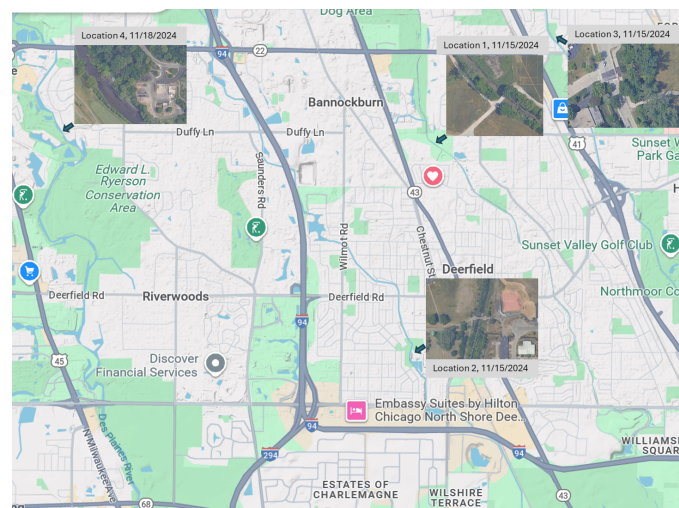 Dog Area
Location 4, 11/18/2024
94
22
Location 1, 11/15/2024
Location 3, 11/15/2024
Bannockburn
Duffy Ln
Duffy Ln
41
Sunset
Park Ga
Edward L.
Ryerson
Conservation
Area
Saunders Rd
43
Wilmot Rd
Chestnut St
Sunset Valley Golf Club
Deerfield
Northmoor Co
Deerfield Rd
Riverwoods
Deerfield Rd
94
45
Discover
Financial Services
Location 2, 11/15/2024
Embassy Suites by Hilton
Chicago North Shore Dee...
94
Des Plaines River
N Milwaukee Ave
294
94
WILLIAMS
SQUAR
ESTATES OF
CHARLEMAGNE
WILSHIRE
TERRACE
43
68